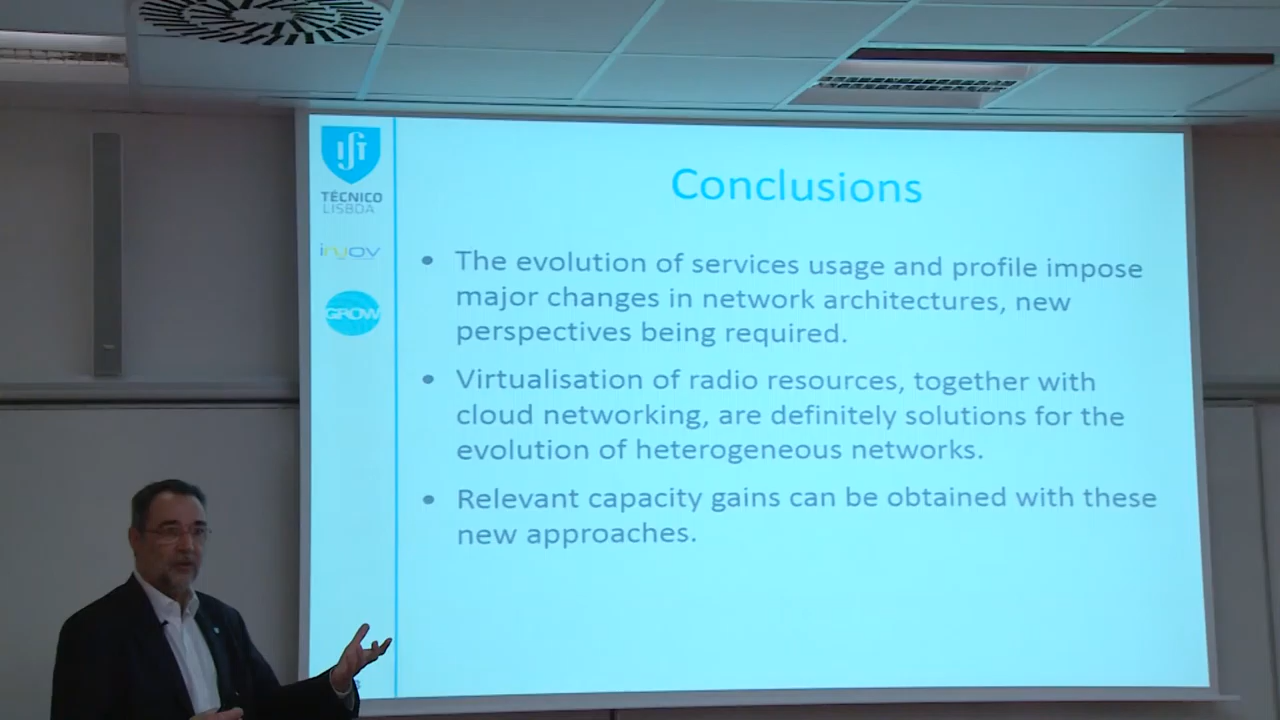 TÉCNICO
LISBOA
inov
GROW
Conclusions
• The evolution of services usage and profile impose
major changes in network architectures, new
perspectives being required.
• Virtualisation of radio resources, together with
cloud networking, are definitely solutions for the
evolution of heterogeneous networks.
• Relevant capacity gains can be obtained with these
new approaches.